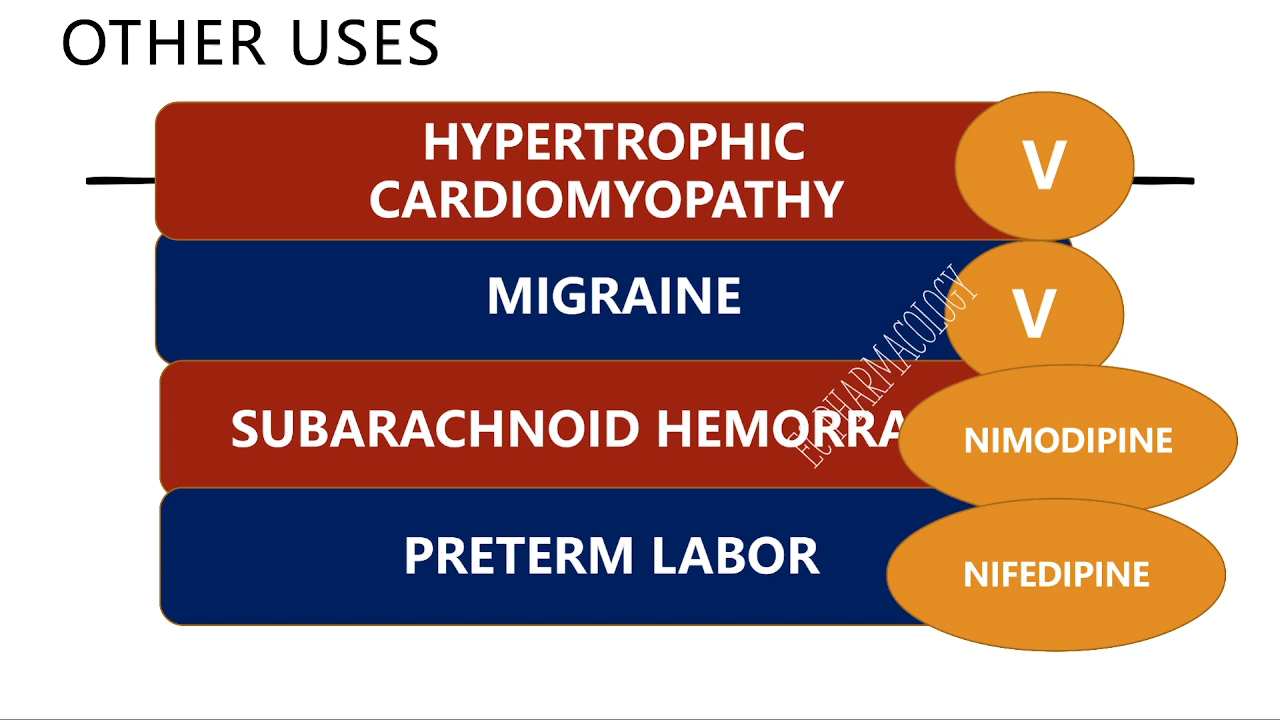 OTHER USES
HYPERTROPHIC
CARDIOMYOPATHY
V
MIGRAINE
V
SUBARACHNOID HEMORRA
NIMODIPINE
PRETERM LABOR
NIFEDIPINE